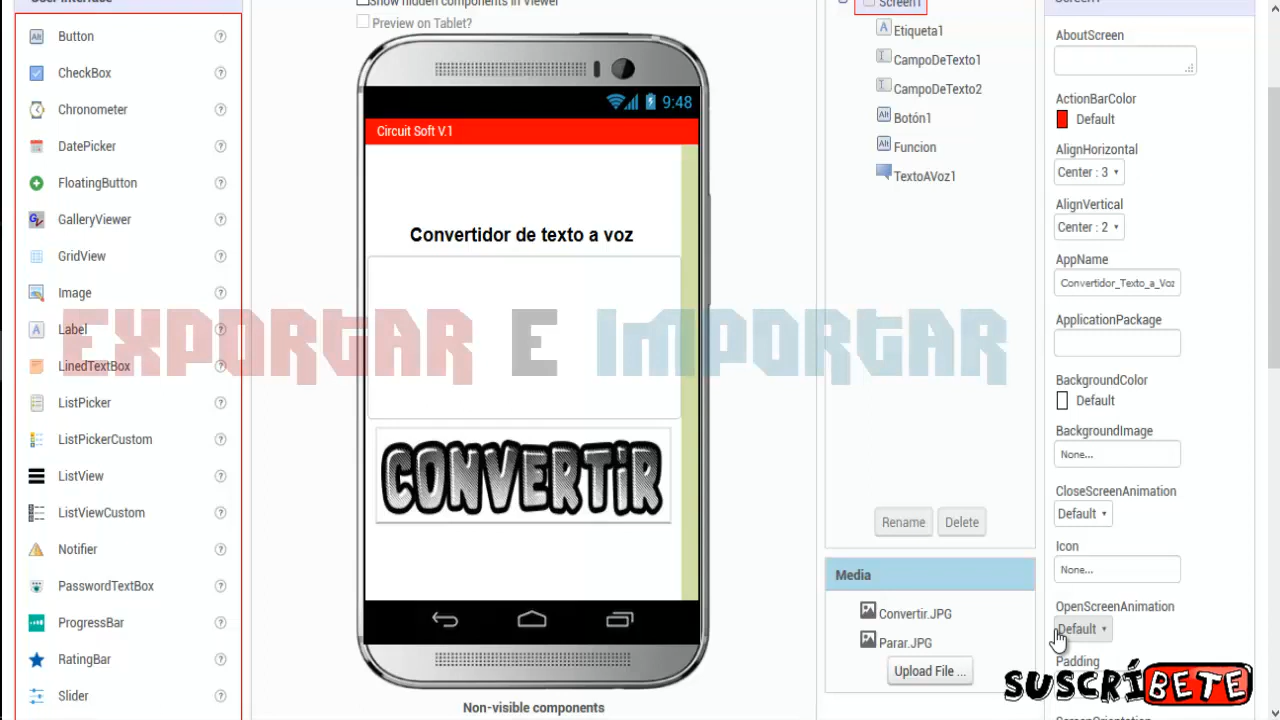 User Interface
Button
CheckBox
Chronometer
DatePicker
FloatingButton
GalleryViewer
GridView
Image
Label
LinedTextBox
ListPicker
ListPickerCustom
ListView
ListViewCustom
Notifier
PasswordTextBox
ProgressBar
RatingBar
Slider
Show hidden components in Viewer
Preview on Tablet?
9:48
Circuit Soft V.1
Convertidor de texto a voz
EXPORTAR E IMPORTAR
CONVERTIR
Non-visible components
Screen1
Etiqueta1
CampoDeTexto1
CampoDeTexto2
Botón1
Funcion
TextoAVoz1
Rename
Delete
Media
Convertir.JPG
Parar.JPG
Upload File ...
Screen1
AboutScreen
ActionBarColor
Default
AlignHorizontal
Center : 3
AlignVertical
Center : 2
AppName
Convertidor_Texto_a_Voz
ApplicationPackage
BackgroundColor
Default
BackgroundImage
None...
CloseScreenAnimation
Default
Icon
None...
OpenScreenAnimation
Default
Padding
SUSCRÍBETE
ScreenOrientation